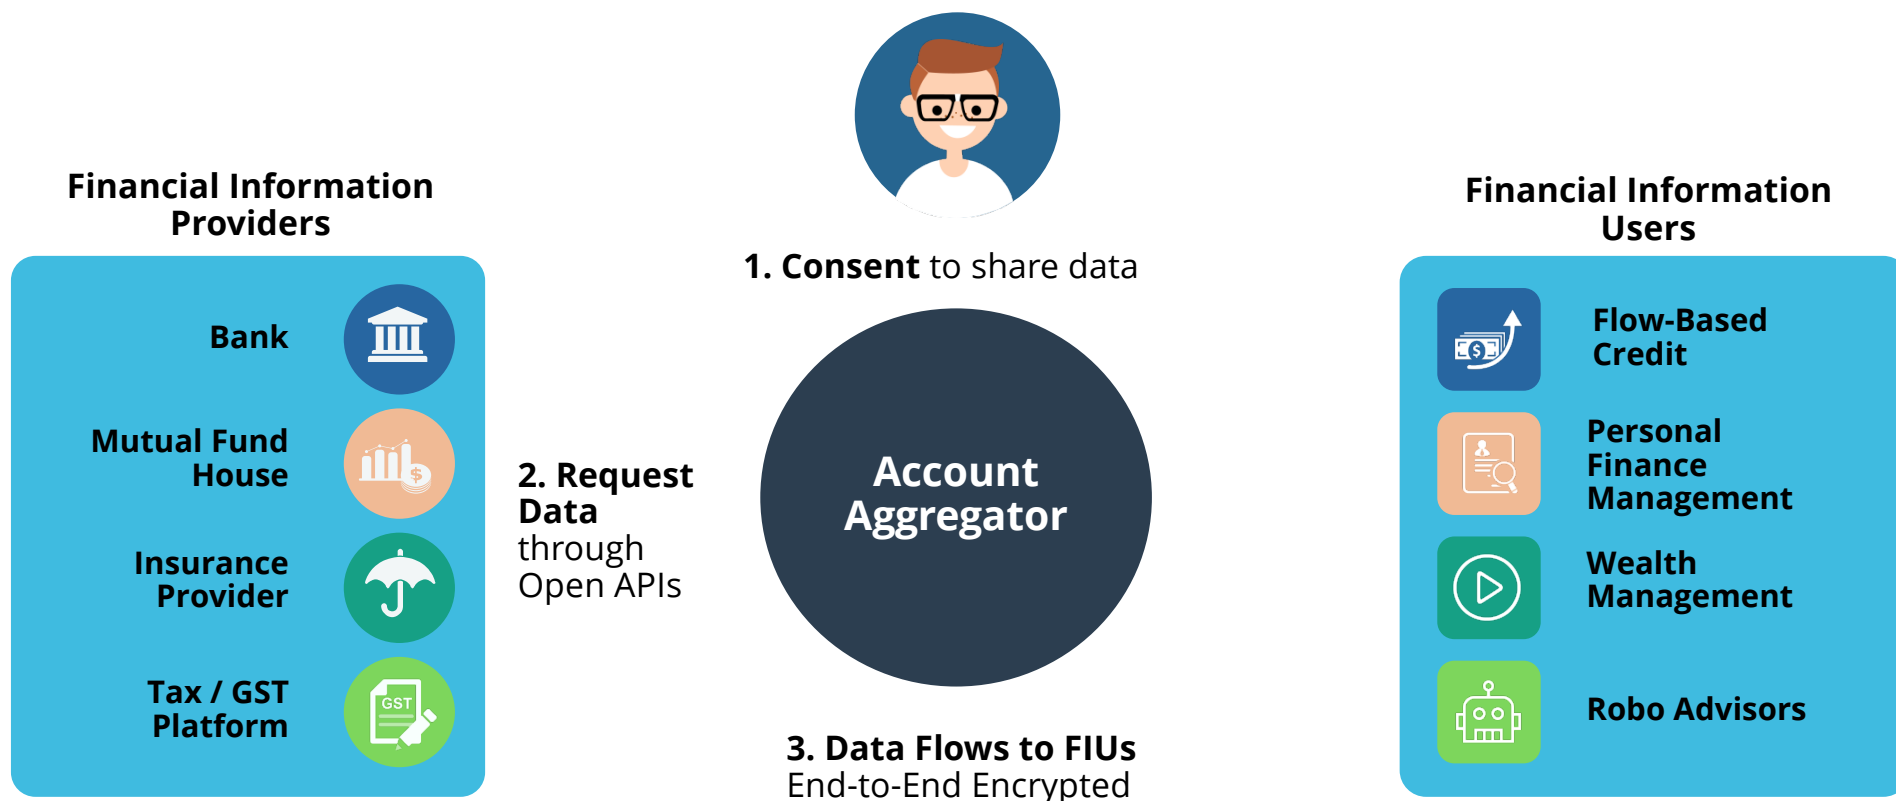 Financial Information
Providers
Bank
Mutual Fund
House
Insurance
Provider
Tax / GST
Platform
$
GST
1. Consent to share data
2. Request
Data
through
Open APIs
Account
Aggregator
3. Data Flows to FIUs
End-to-End Encrypted
Financial Information
Users
$
Flow-Based
Credit
Personal
Finance
Management
Wealth
Management
Robo Advisors